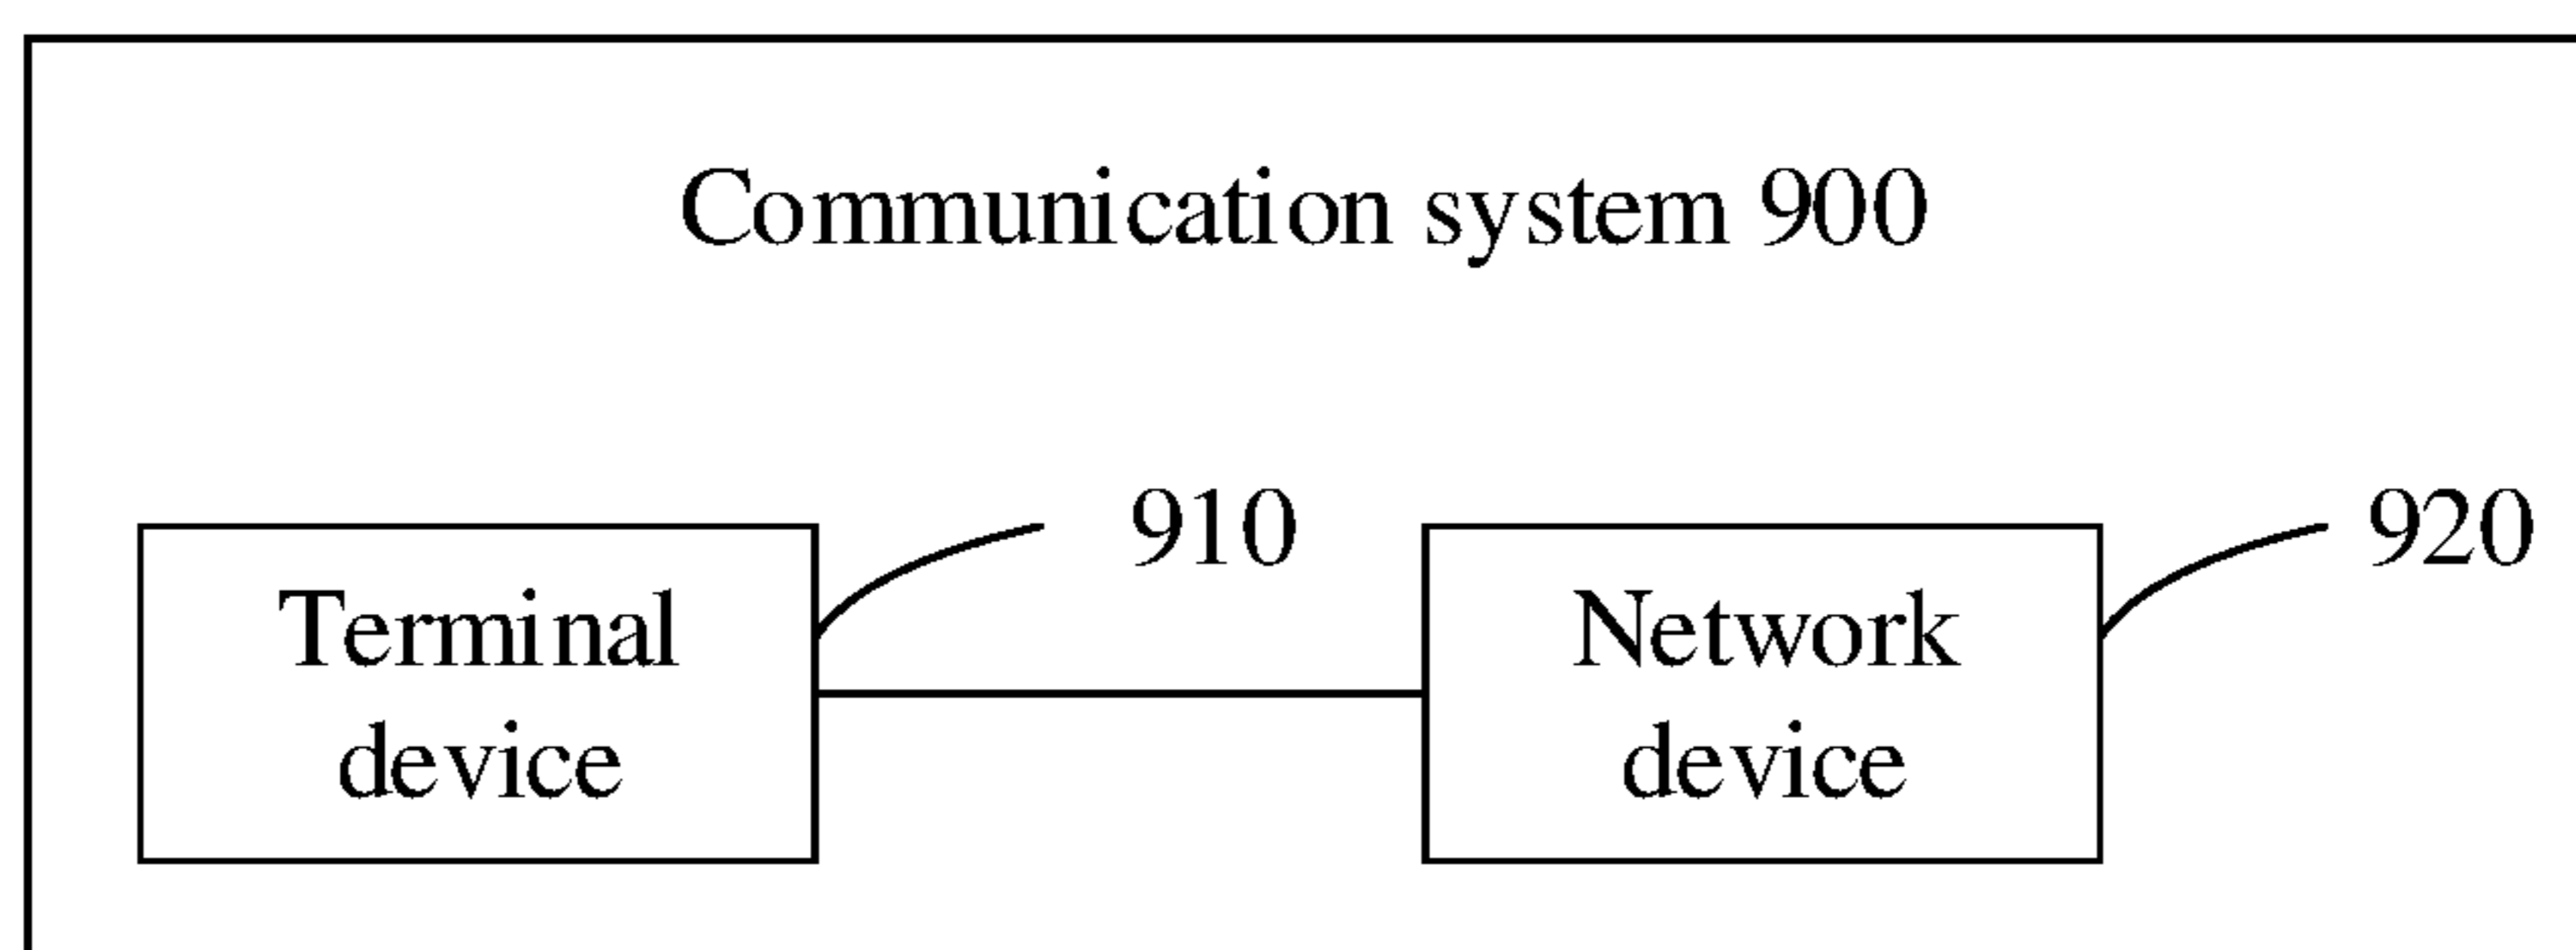 Communication system 900
910
920
Terminal
device
Network
device